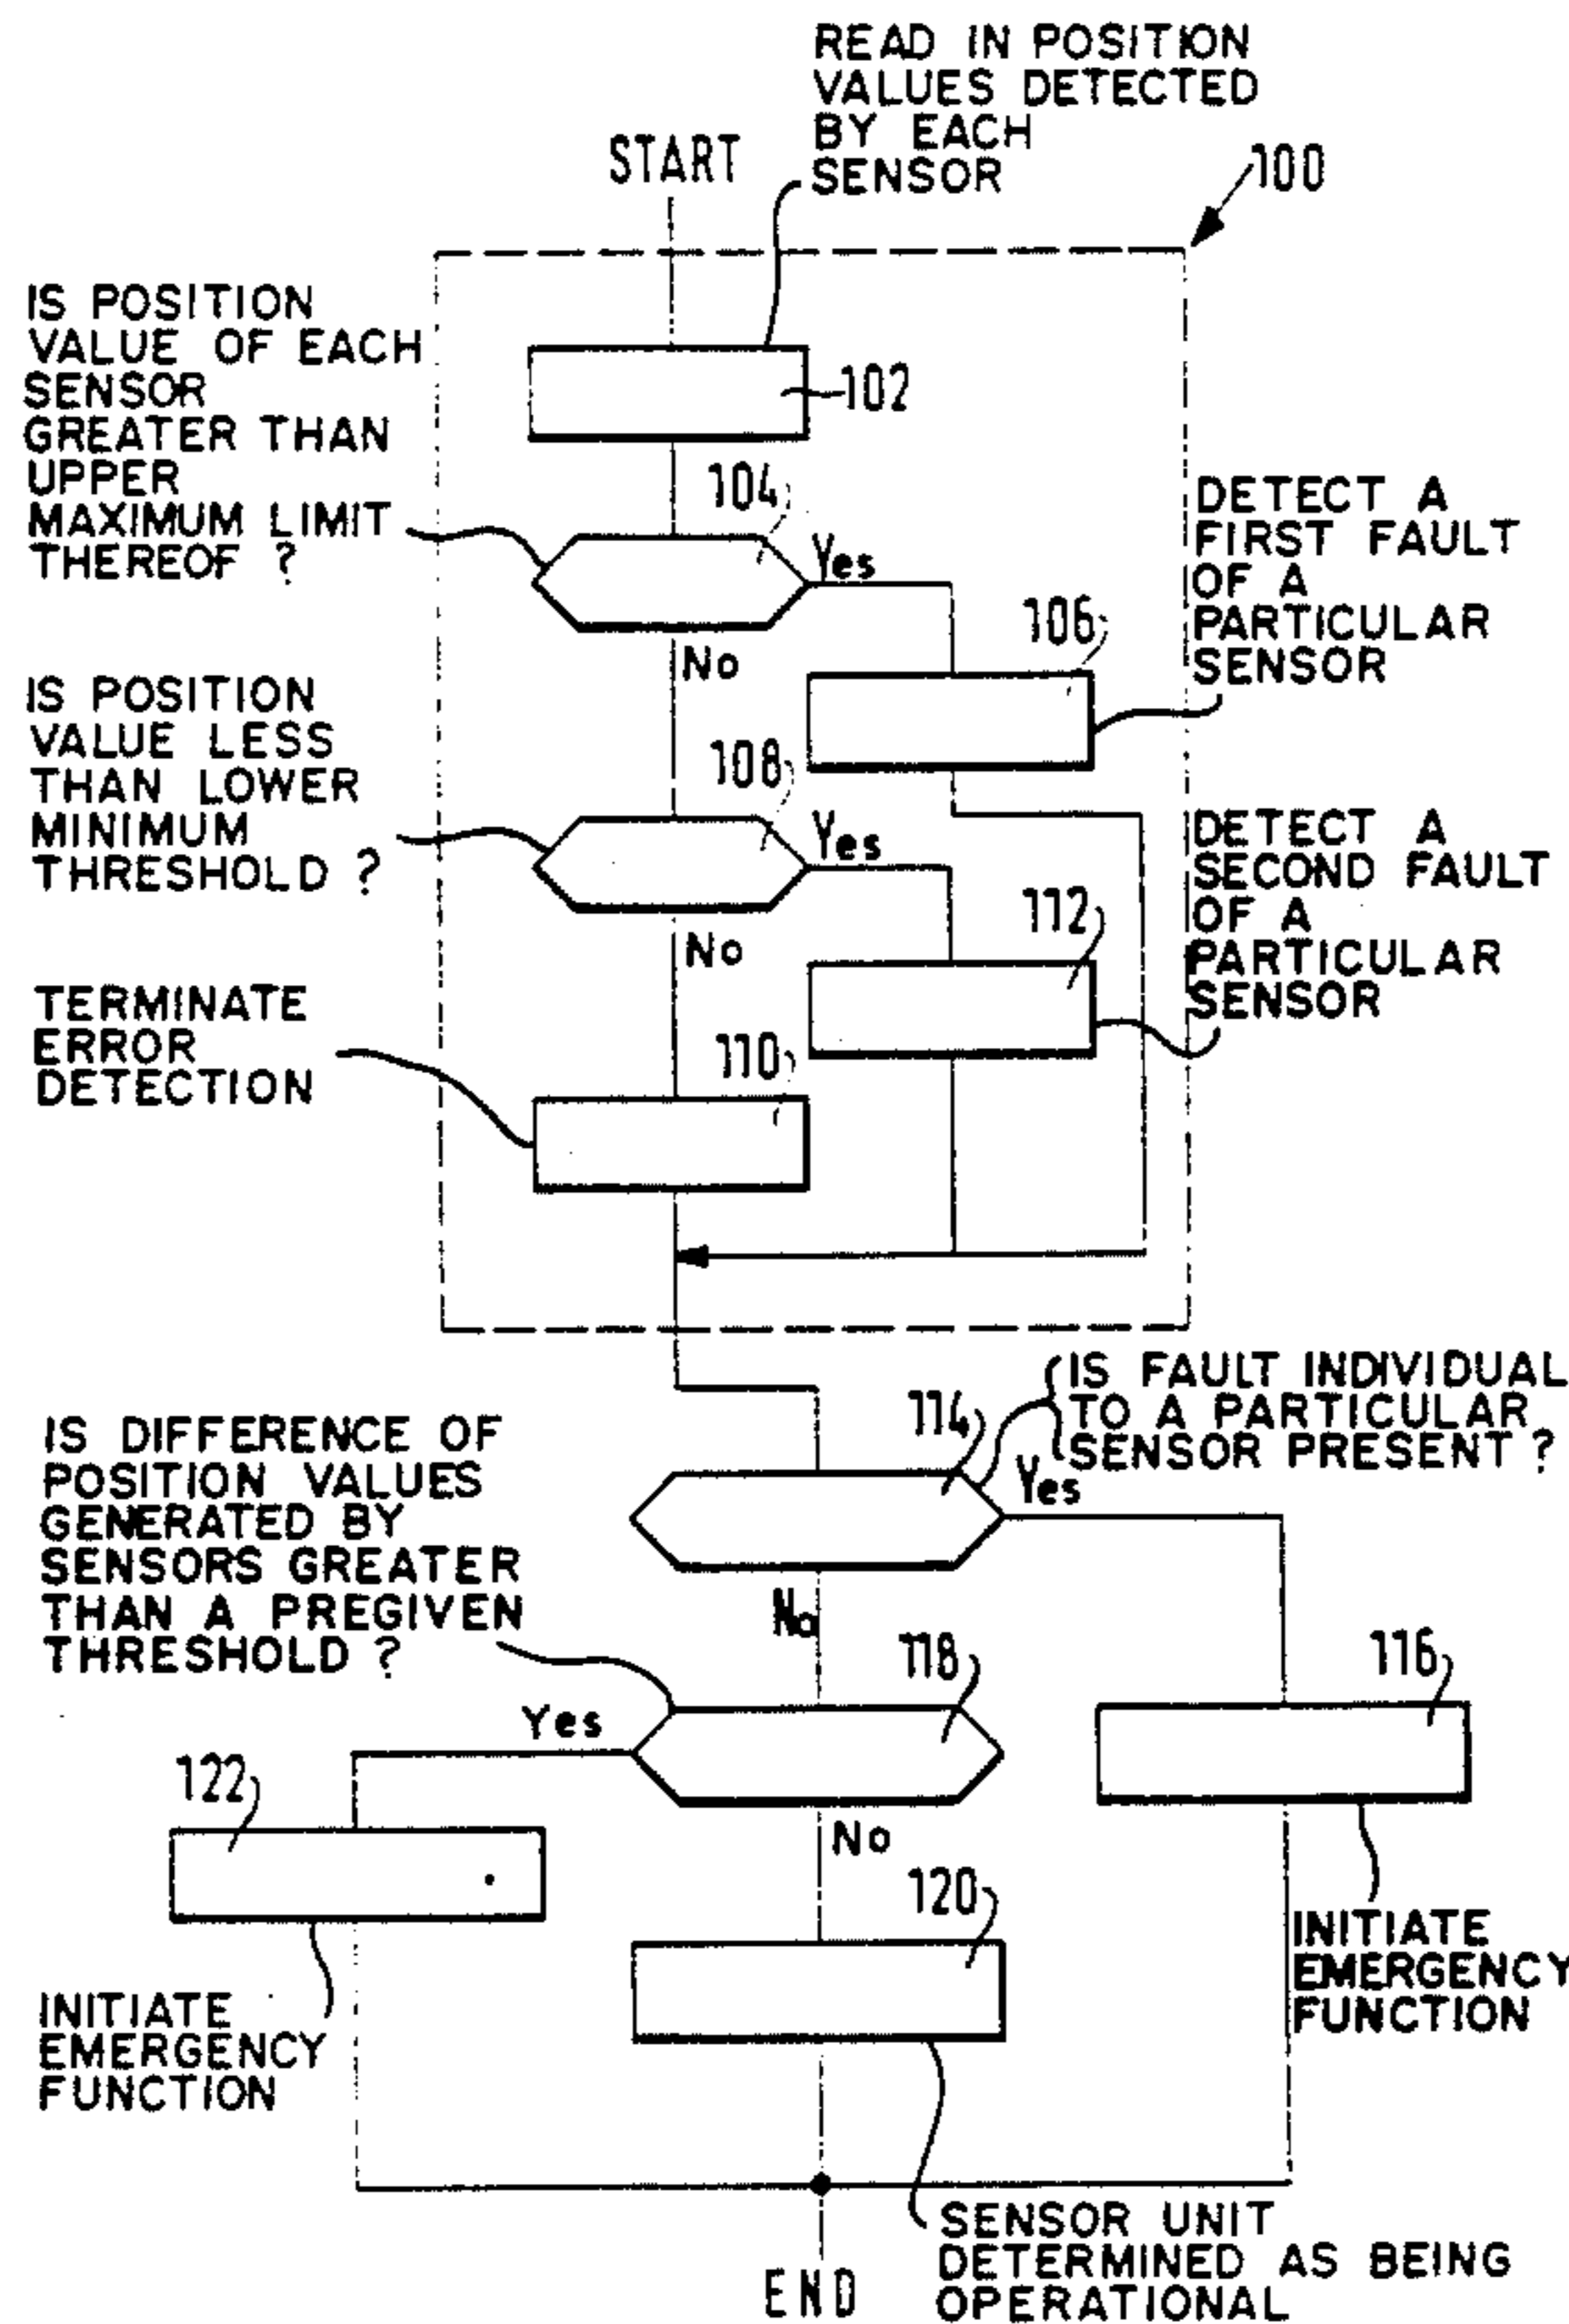 READ IN POSITION
VALUES DETECTED
BY EACH
SENSOR
START
100
IS POSITION
VALUE OF EACH
SENSOR
GREATER THAN
UPPER
MAXIMUM LIMIT
THEREOF ?
102
104
Yes
No
DETECT A
FIRST FAULT
OF A
PARTICULAR
SENSOR
106
IS POSITION
VALUE LESS
THAN LOWER
MINIMUM
THRESHOLD ?
108
Yes
No
DETECT A
SECOND FAULT
OF A
PARTICULAR
SENSOR
112
TERMINATE
ERROR
DETECTION
110
IS FAULT INDIVIDUAL
TO A PARTICULAR
SENSOR PRESENT ?
114
Yes
No
IS DIFFERENCE OF
POSITION VALUES
GENERATED BY
SENSORS GREATER
THAN A PREGIVEN
THRESHOLD ?
118
116
Yes
No
122
120
INITIATE
EMERGENCY
FUNCTION
INITIATE
EMERGENCY
FUNCTION
SENSOR UNIT
DETERMINED AS BEING
OPERATIONAL
END